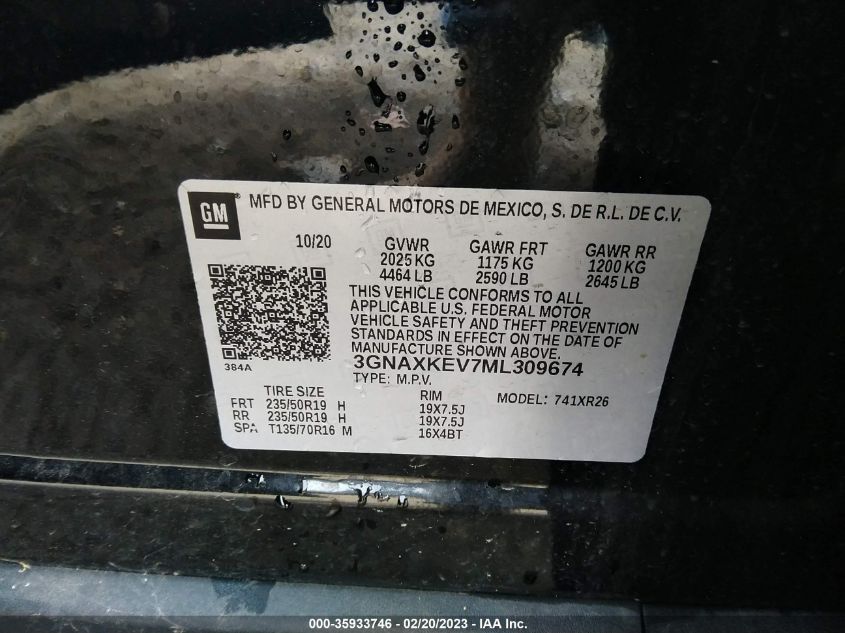 GM ® MFD BY GENERAL MOTORS DE MEXICO, S. DE R.L. DE C.V.
10/20 GVWR GAWR FRT GAWR RR
2025 KG 1175 KG 1200 KG
4464 LB 2590 LB 2645 LB
THIS VEHICLE CONFORMS TO ALL
APPLICABLE U.S. FEDERAL MOTOR
VEHICLE SAFETY AND THEFT PREVENTION
STANDARDS IN EFFECT ON THE DATE OF
MANUFACTURE SHOWN ABOVE.
384A 3GNAXKEV7ML309674
TYPE: M.P.V.
TIRE SIZE RIM MODEL: 741XR26
FRT 235/50R19 H 19X7.5J
RR 235/50R19 H 19X7.5J
SPA T135/70R16 M 16X4BT
000-35933746 — 02/20/2023 — IAA Inc.